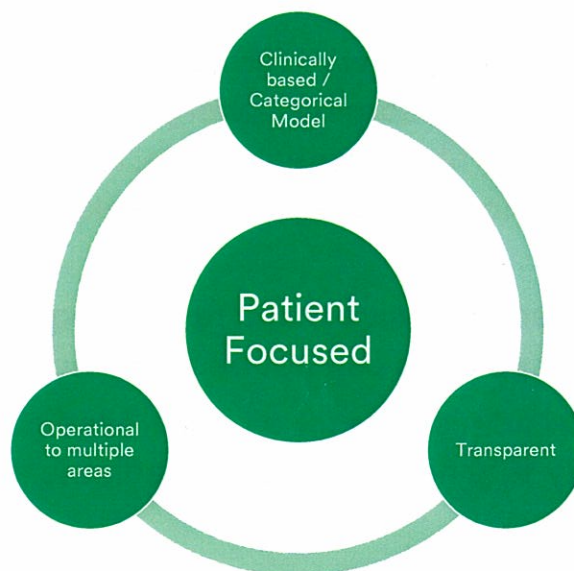 Clinically
based /
Categorical
Model
Patient
Focused
Operational
to multiple
areas
Transparent